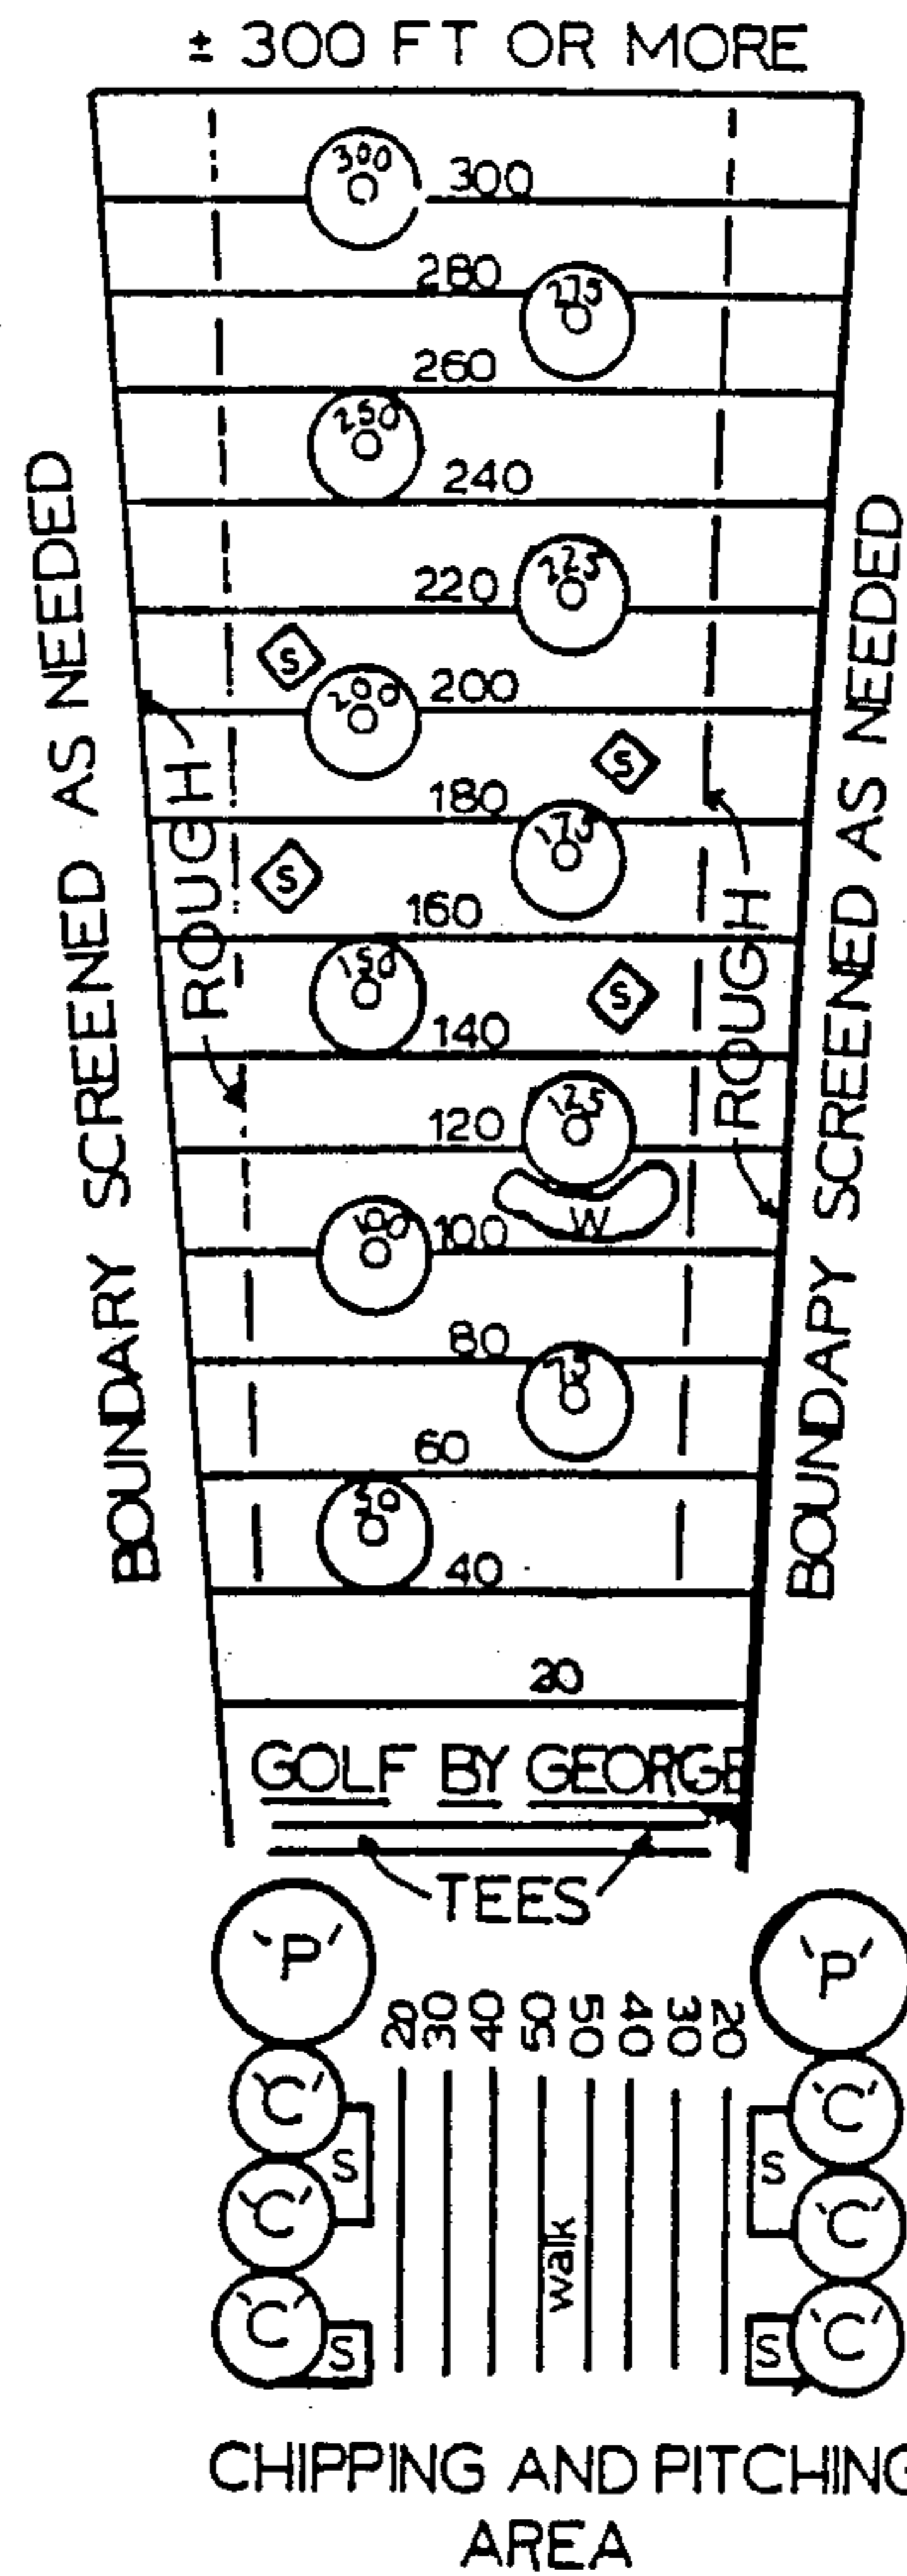 ± 300 FT OR MORE
300
300
280
275
260
250
240
225
220
S
200
200
S
180
175
S
160
150
S
140
125
120
W
100
100
80
75
60
50
40
20
ROUGH
ROUGH
BOUNDARY SCREENED AS NEEDED
BOUNDAPY SCREENED AS NEEDED
GOLF BY GEORGE
TEES
'P'
'P'
20 30 40 50 50 40 30 20
'C'
'C'
S
S
'C'
'C'
walk
'C'
'C'
S
S
CHIPPING AND PITCHING
AREA